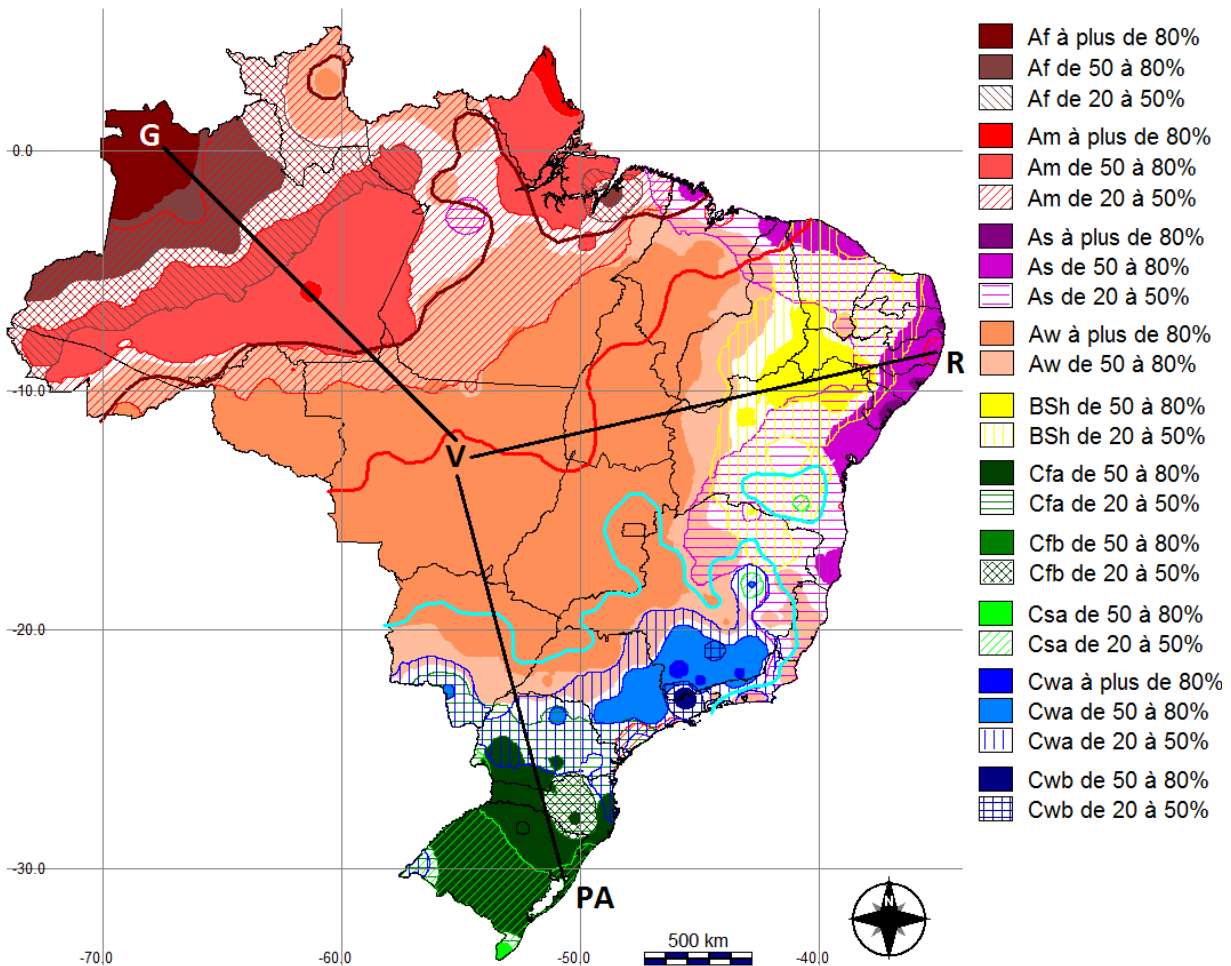 Af à plus de 80%
Af de 50 à 80%
Af de 20 à 50%
Am à plus de 80%
Am de 50 à 80%
Am de 20 à 50%
As à plus de 80%
As de 50 à 80%
As de 20 à 50%
Aw à plus de 80%
Aw de 50 à 80%
BSh de 50 à 80%
BSh de 20 à 50%
Cfa de 50 à 80%
Cfa de 20 à 50%
Cfb de 50 à 80%
Cfb de 20 à 50%
Csa de 50 à 80%
Csa de 20 à 50%
Cwa à plus de 80%
Cwa de 50 à 80%
Cwa de 20 à 50%
Cwb de 50 à 80%
Cwb de 20 à 50%
G
0.0
R
-10.0
V
-20.0
-30.0
PA
N
500 km
-70,0 -60,0 -50,0 -40,0